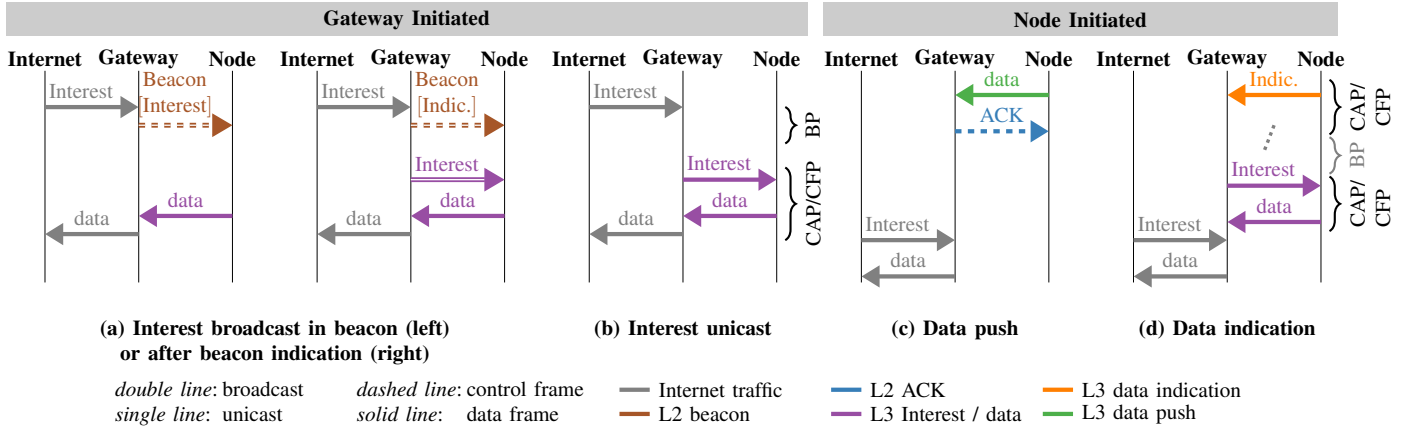 Gateway Initiated
Node Initiated
Internet Gateway Node
Internet Gateway Node
Internet Gateway Node
Internet Gateway Node
Internet Gateway Node
Interest
Beacon
[Interest]
data
data
Interest
Beacon
[Indic.]
Interest
data
data
Interest
Interest
data
data
BP
CAP/CFP
data
ACK
Interest
data
Indic.
Interest
data
Interest
data
CAP/
CFP
BP
CAP/
CFP
(a) Interest broadcast in beacon (left)
or after beacon indication (right)
(b) Interest unicast
(c) Data push
(d) Data indication
double line: broadcast
single line: unicast
dashed line: control frame
solid line: data frame
Internet traffic
L2 beacon
L2 ACK
L3 Interest / data
L3 data indication
L3 data push